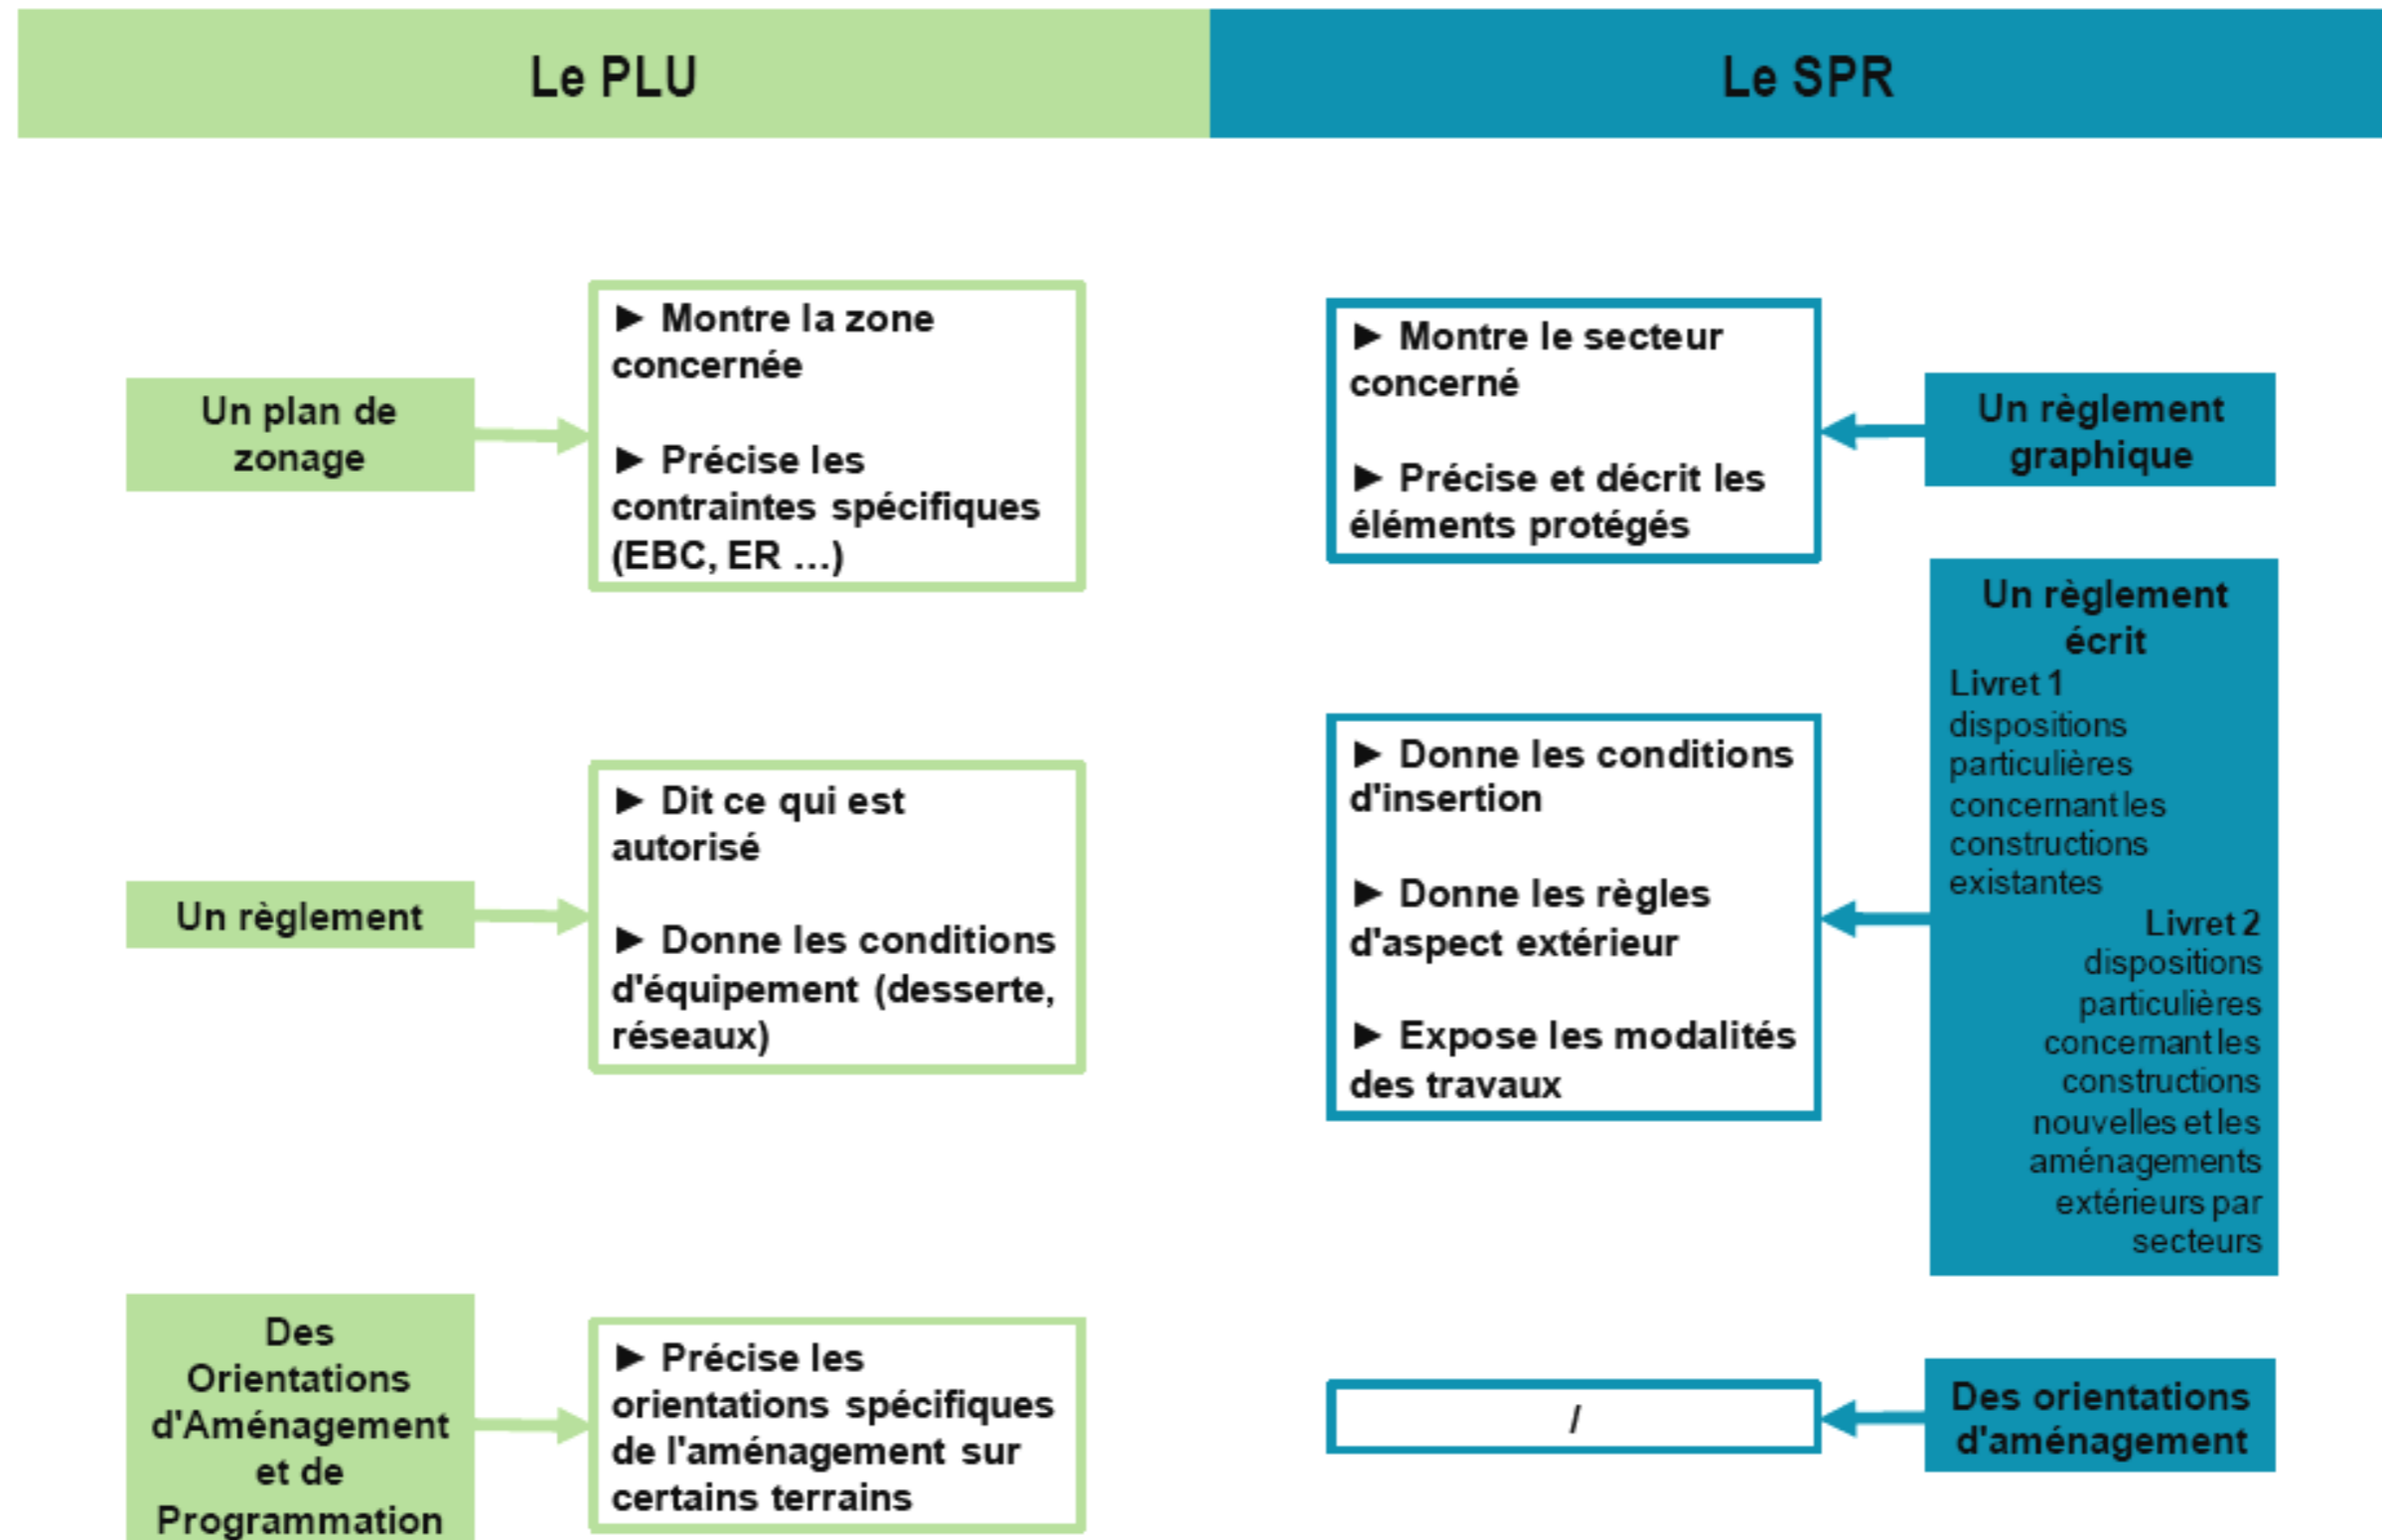 Le PLU
Le SPR
Un plan de
zonage
► Montre la zone
concernée
► Précise les
contraintes spécifiques
(EBC, ER ...)
► Montre le secteur
concerné
► Précise et décrit les
éléments protégés
Un règlement
graphique
Un règlement
► Dit ce qui est
autorisé
► Donne les conditions
d'équipement (desserte,
réseaux)
► Donne les conditions
d'insertion
► Donne les règles
d'aspect extérieur
► Expose les modalités
des travaux
Un règlement
écrit
Livret 1
dispositions
particulières
concernant les
constructions
existantes
Livret 2
dispositions
particulières
concernant les
constructions
nouvelles et les
aménagements
extérieurs par
secteurs
Des
Orientations
d'Aménagement
et de
Programmation
► Précise les
orientations spécifiques
de l'aménagement sur
certains terrains
/
Des orientations
d'aménagement